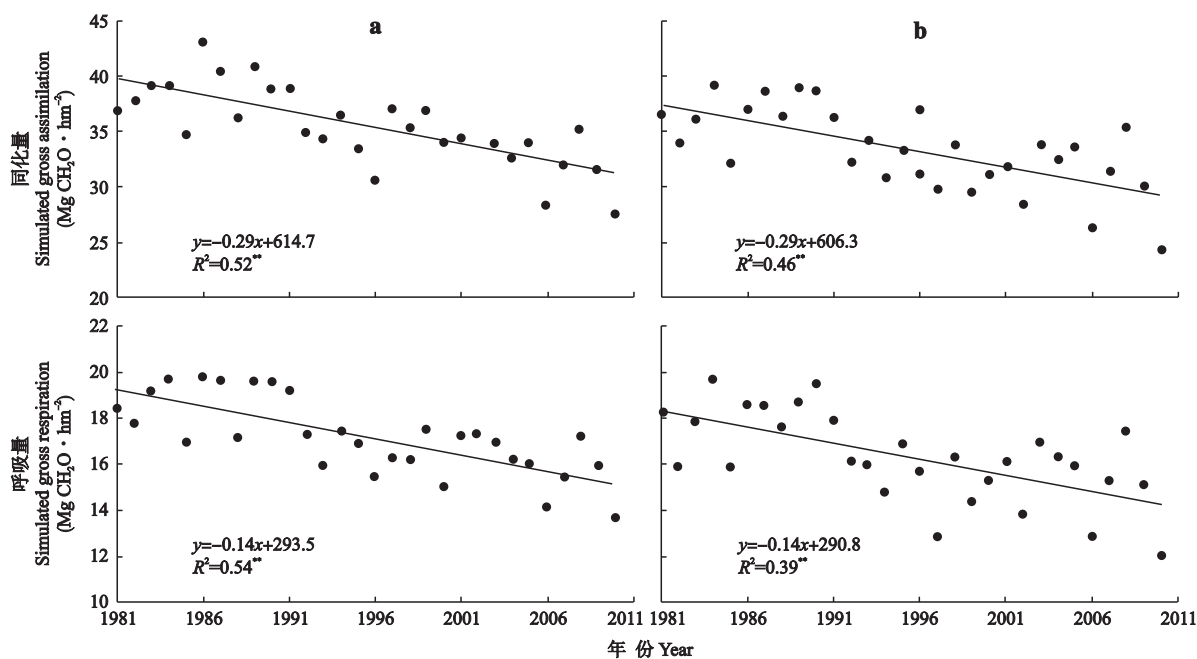 a
b
45
40
35
30
25
20
同化量
Simulated gross assimilation
(Mg CH₂O · hm⁻²)
y=−0.29x+614.7
R²=0.52**
y=−0.29x+606.3
R²=0.46**
22
20
18
16
14
12
10
呼吸量
Simulated gross respiration
(Mg CH₂O · hm⁻²)
y=−0.14x+293.5
R²=0.54**
y=−0.14x+290.8
R²=0.39**
1981 1986 1991 1996 2001 2006 2011
1981 1986 1991 1996 2001 2006 2011
年 份 Year